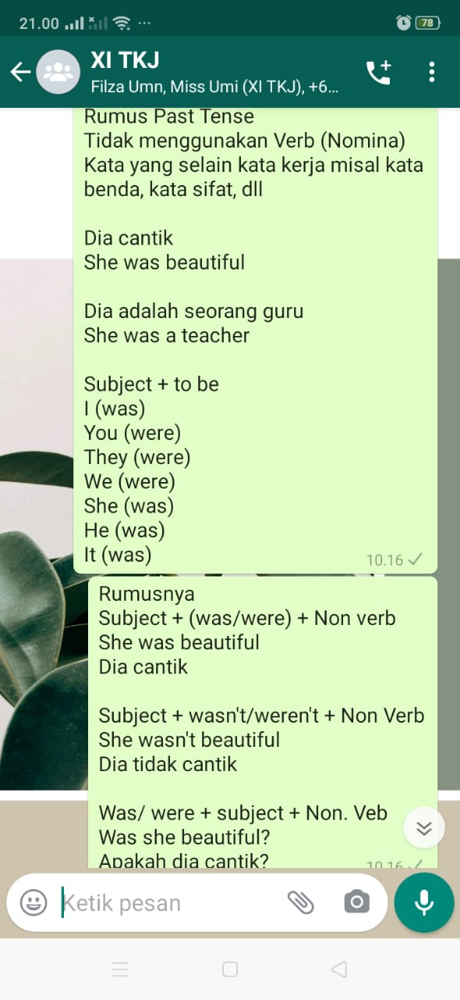 21.00
78
XI TKJ
Filza Umn, Miss Umi (XI TKJ), +6...
Rumus Past Tense
Tidak menggunakan Verb (Nomina)
Kata yang selain kata kerja misal kata
benda, kata sifat, dll
Dia cantik
She was beautiful
Dia adalah seorang guru
She was a teacher
Subject + to be
I (was)
You (were)
They (were)
We (were)
She (was)
He (was)
It (was)
10.16
Rumusnya
Subject + (was/were) + Non verb
She was beautiful
Dia cantik
Subject + wasn't/weren't + Non Verb
She wasn't beautiful
Dia tidak cantik
Was/ were + subject + Non. Veb
Was she beautiful?
Apakah dia cantik?
10.16
Ketik pesan